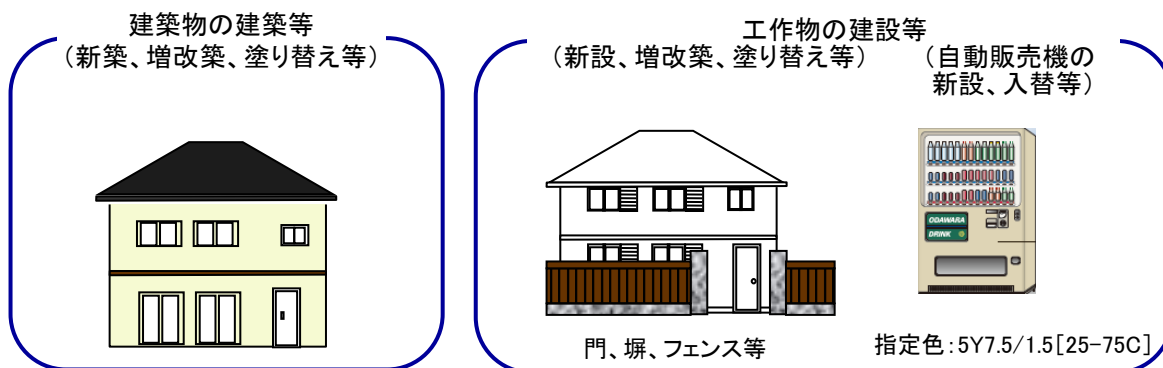 建築物の建築等
（新築、増改築、塗り替え等）
工作物の建設等
（新設、増改築、塗り替え等）
（自動販売機の
新設、入替等）
ODAWARA
DRINK
門、塀、フェンス等
指定色：5Y7.5/1.5[25-75C]